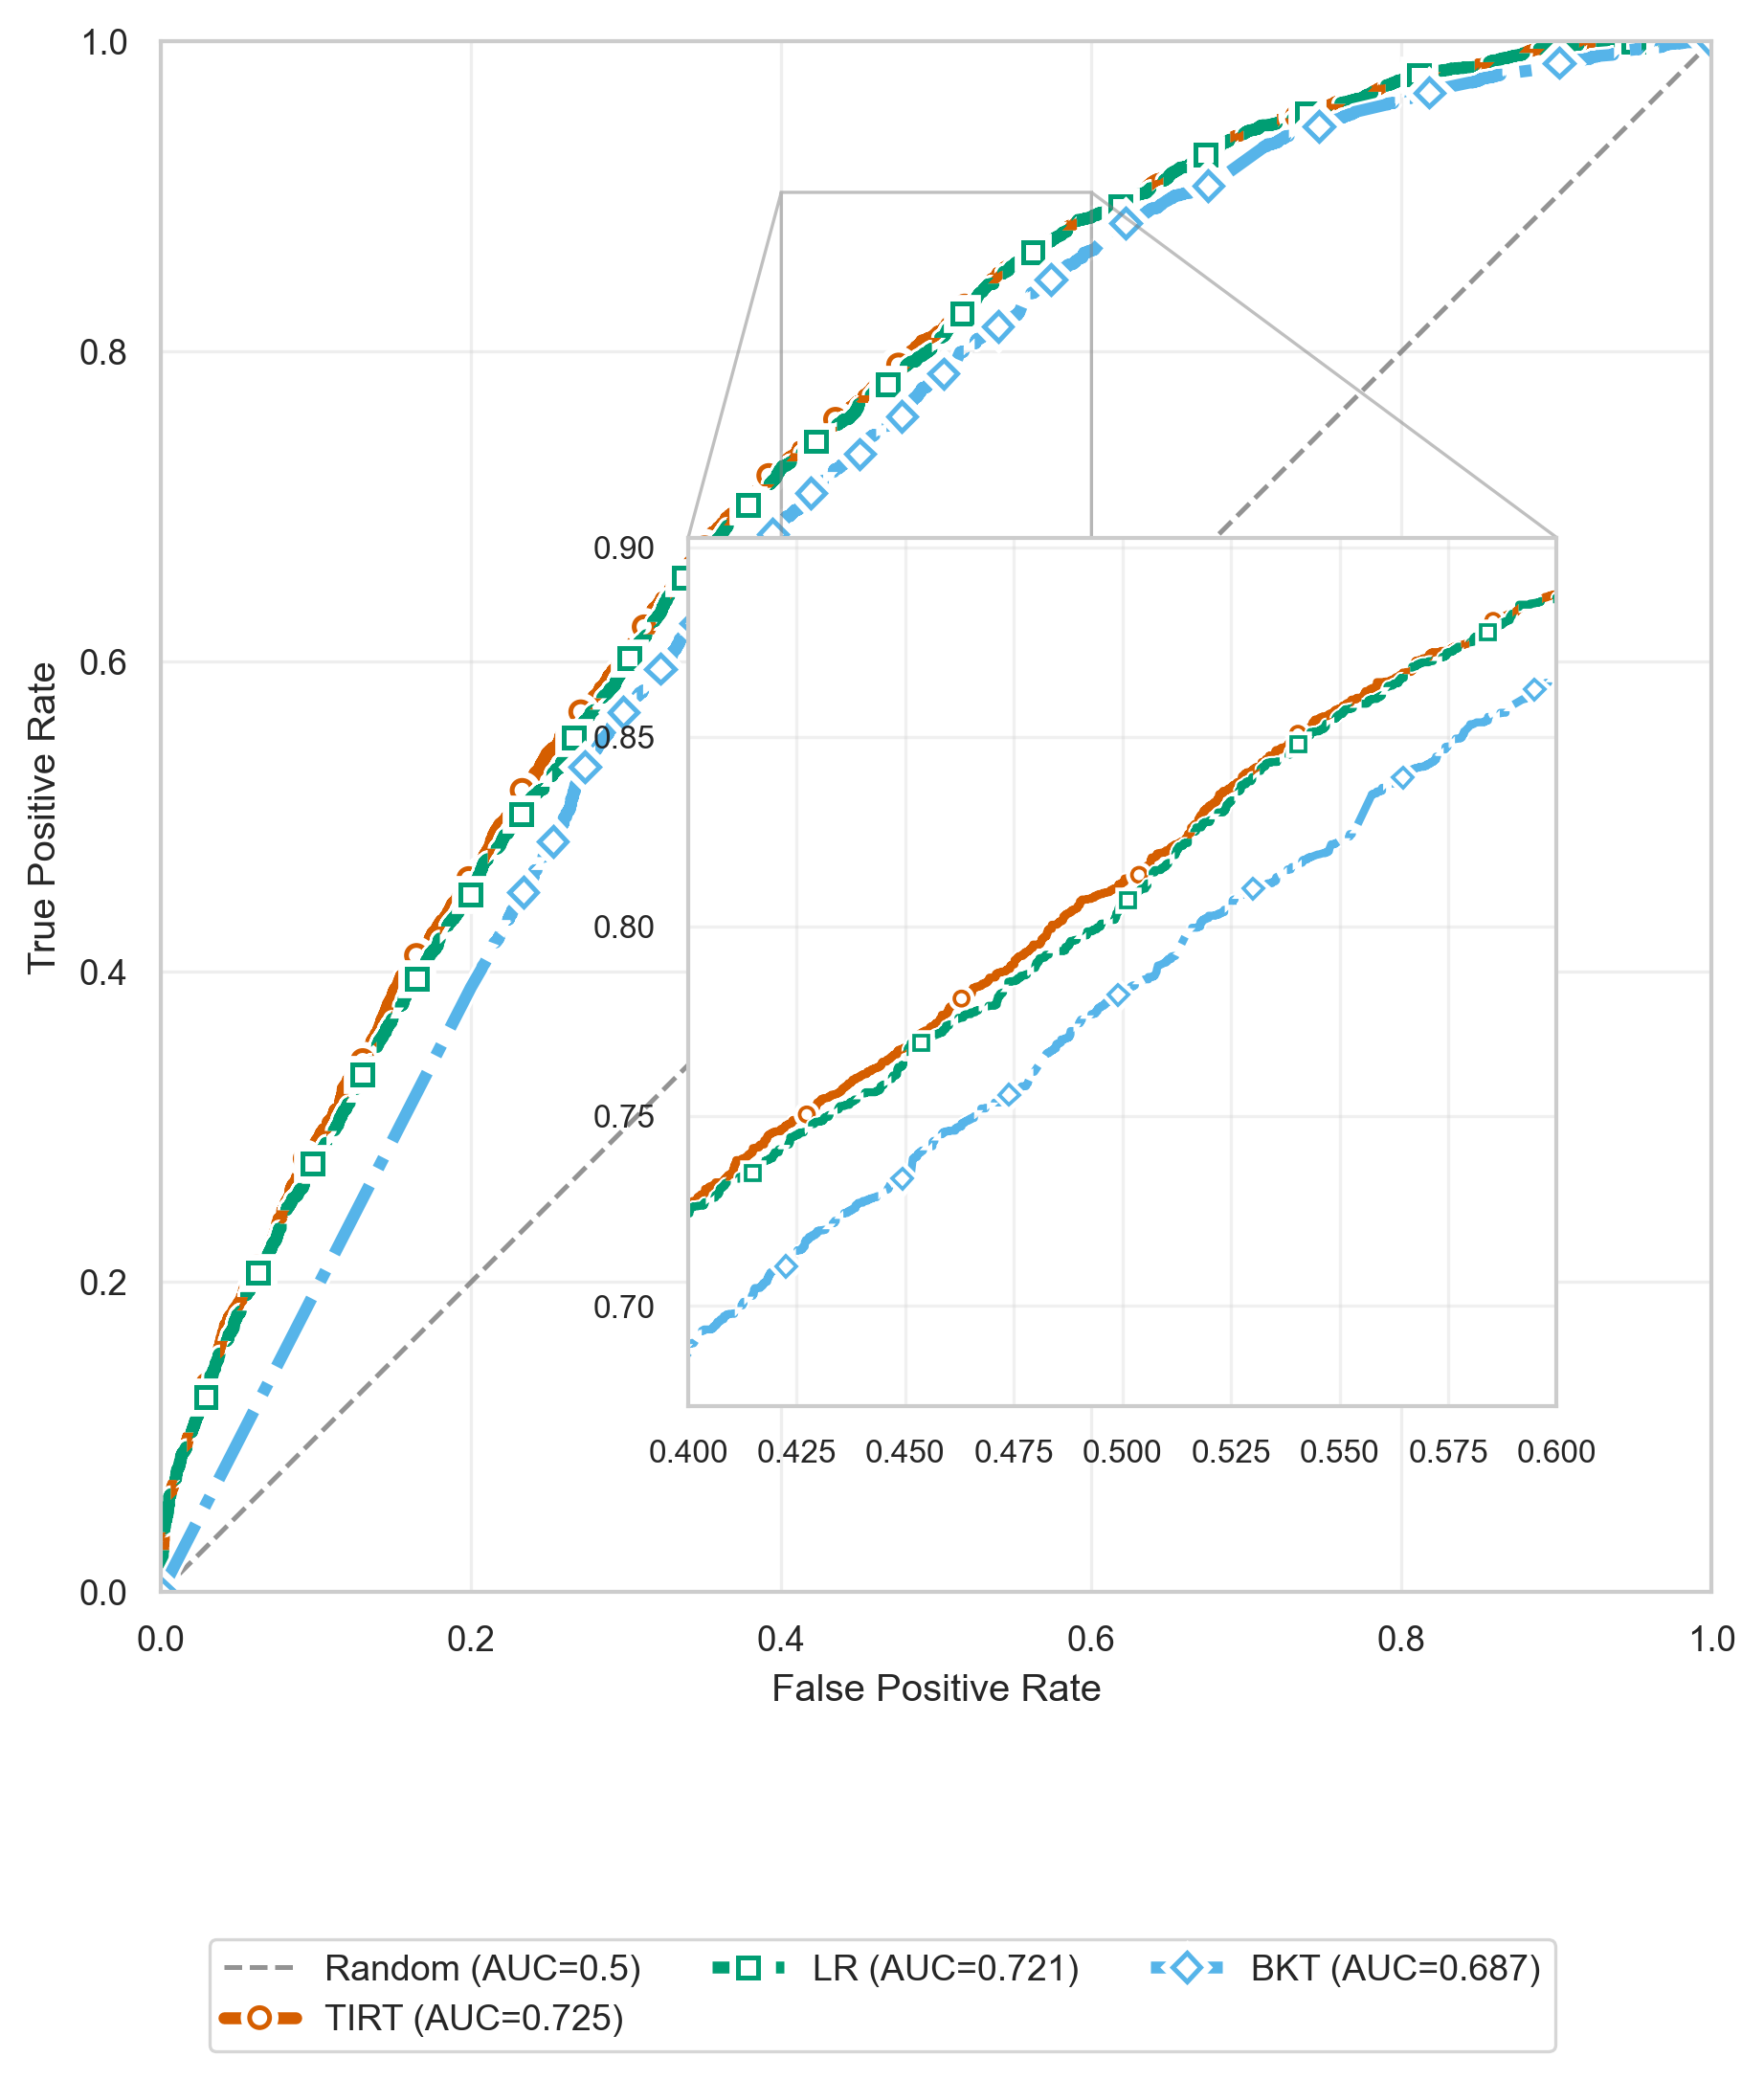 1.0
0.8
0.6
0.4
0.2
0.0
True Positive Rate
0.90
0.85
0.80
0.75
0.70
0.400 0.425 0.450 0.475 0.500 0.525 0.550 0.575 0.600
0.0 0.2 0.4 0.6 0.8 1.0
False Positive Rate
Random (AUC=0.5) LR (AUC=0.721) BKT (AUC=0.687)
TIRT (AUC=0.725)